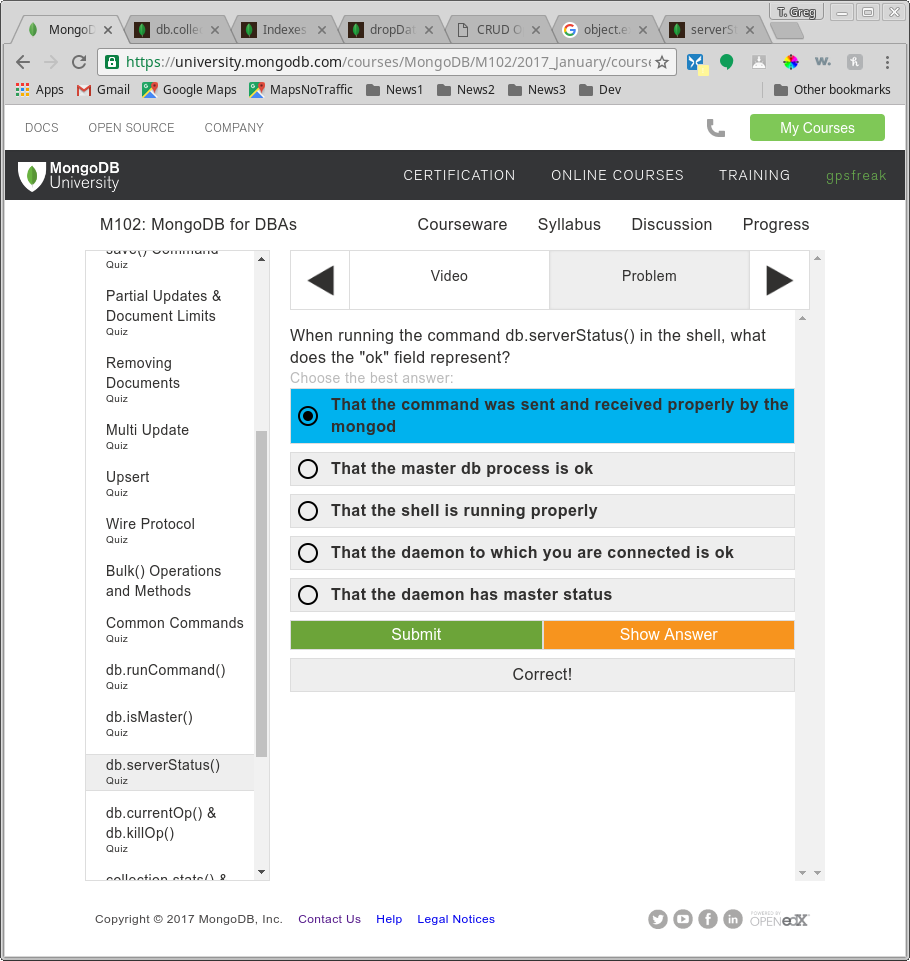 T. Greg
MongoD
db.colle
Indexes
dropDat
CRUD O
object.e
serverS
https://university.mongodb.com/courses/MongoDB/M102/2017_January/course
Apps
Gmail
Google Maps
MapsNoTraffic
News1
News2
News3
Dev
Other bookmarks
DOCS
OPEN SOURCE
COMPANY
My Courses
MongoDB
University
CERTIFICATION
ONLINE COURSES
TRAINING
gpsfreak
M102: MongoDB for DBAs
Courseware
Syllabus
Discussion
Progress
save() Command
Quiz
Partial Updates &
Document Limits
Quiz
Removing
Documents
Quiz
Multi Update
Quiz
Upsert
Quiz
Wire Protocol
Quiz
Bulk() Operations
and Methods
Common Commands
Quiz
db.runCommand()
Quiz
db.isMaster()
Quiz
db.serverStatus()
Quiz
db.currentOp() &
db.killOp()
Quiz
collection.stats() &
Video
Problem
When running the command db.serverStatus() in the shell, what
does the "ok" field represent?
Choose the best answer:
That the command was sent and received properly by the
mongod
That the master db process is ok
That the shell is running properly
That the daemon to which you are connected is ok
That the daemon has master status
Submit
Show Answer
Correct!
Copyright © 2017 MongoDB, Inc.
Contact Us
Help
Legal Notices
POWERED BY
OPEN edX